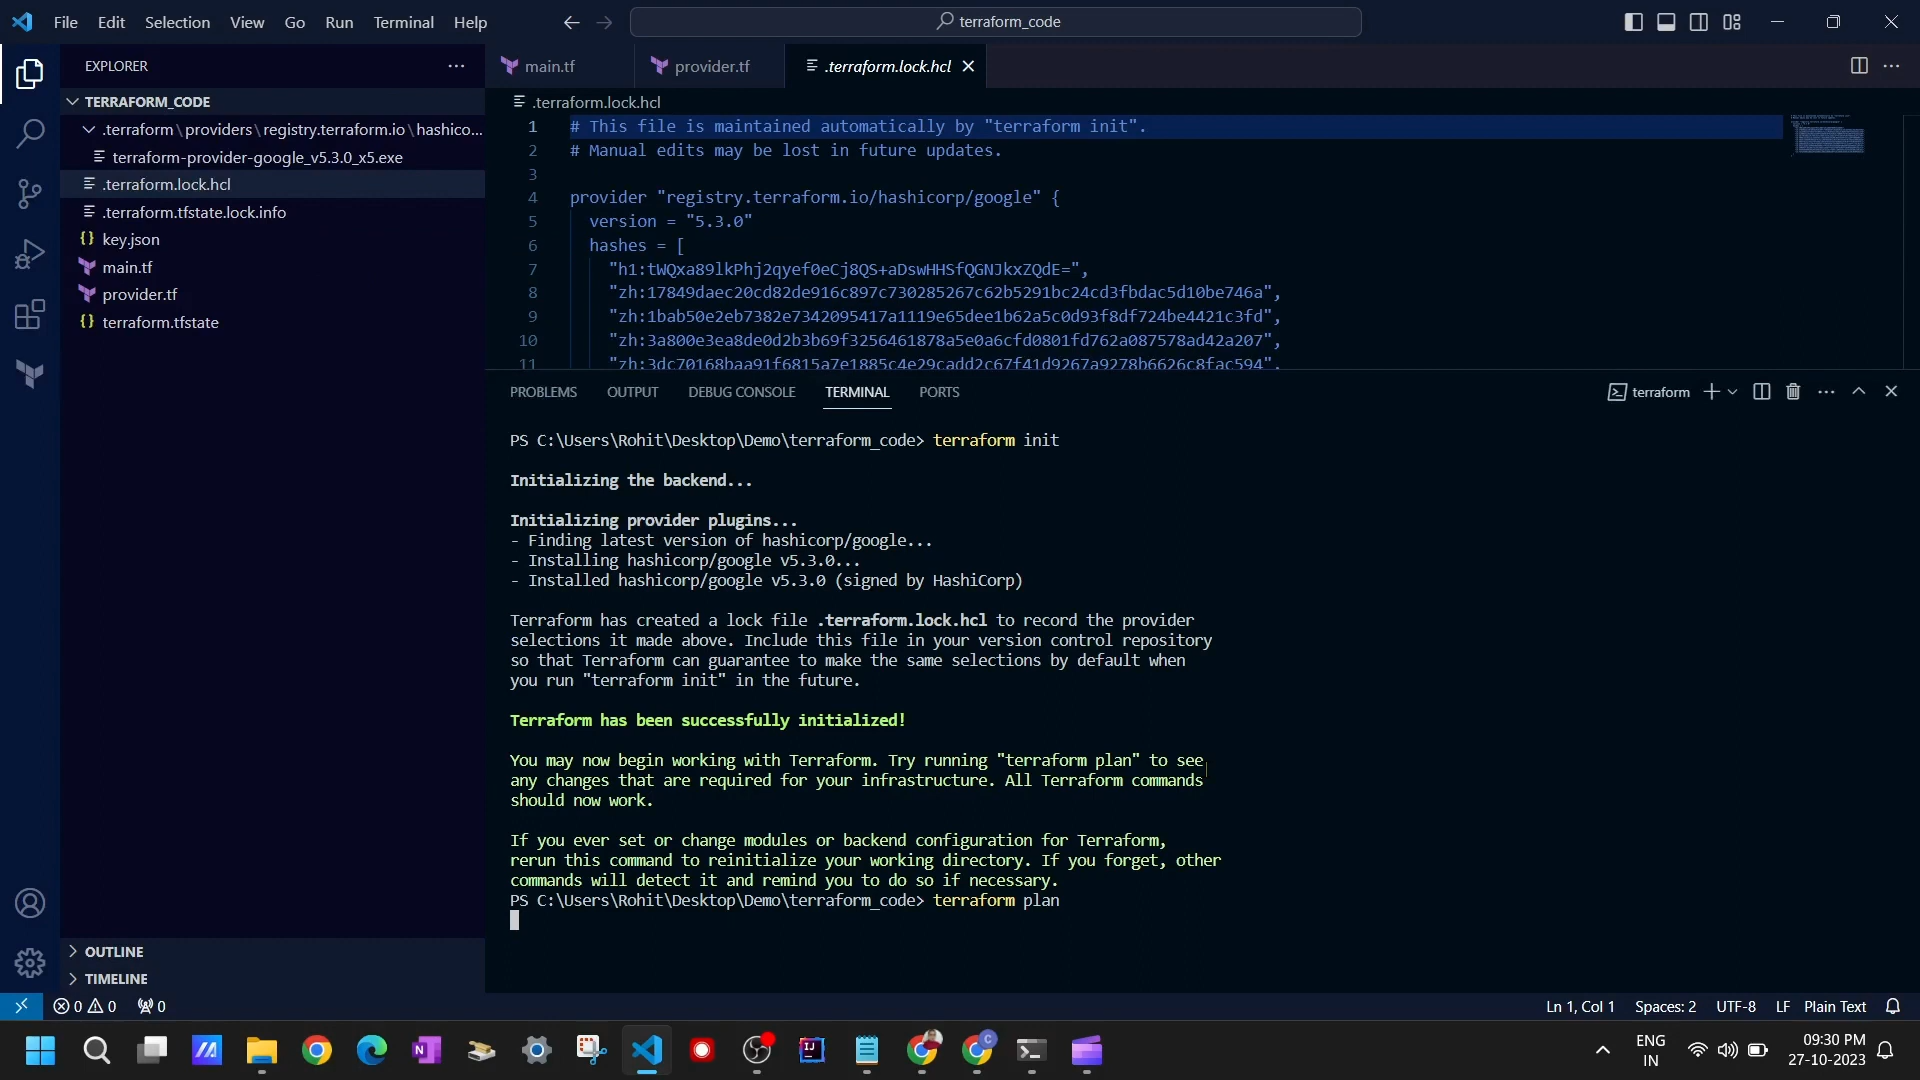 File Edit Selection View Go Run Terminal Help
terraform_code
EXPLORER
TERRAFORM_CODE
.terraform\providers\registry.terraform.io\hashico...
terraform-provider-google_v5.3.0_x5.exe
.terraform.lock.hcl
.terraform.tfstate.lock.info
{} key.json
main.tf
provider.tf
{} terraform.tfstate
OUTLINE
TIMELINE
main.tf provider.tf .terraform.lock.hcl
.terraform.lock.hcl
1 # This file is maintained automatically by "terraform init".
2 # Manual edits may be lost in future updates.
3
4 provider "registry.terraform.io/hashicorp/google" {
5 version = "5.3.0"
6 hashes = [
7 "h1:tWQxa89lkPhj2qyef0eCj8QS+aDswHHSfQGNJkxZQdE=",
8 "zh:17849daec20cd82de916c897c730285267c62b5291bc24cd3fbdac5d10be746a",
9 "zh:1bab50e2eb7382e7342095417a1119e65dee1b62a5c0d93f8df724be4421c3fd",
10 "zh:3a800e3ea8de0d2b3b69f3256461878a5e0a6cfd0801fd762a087578ad42a207",
11 "zh:3dc70168baa91f6815a7e1885c4e29cadd2c67f41d9267a9278b6626c8fac594",
PROBLEMS OUTPUT DEBUG CONSOLE TERMINAL PORTS
terraform
PS C:\Users\Rohit\Desktop\Demo\terraform_code> terraform init
Initializing the backend...
Initializing provider plugins...
- Finding latest version of hashicorp/google...
- Installing hashicorp/google v5.3.0...
- Installed hashicorp/google v5.3.0 (signed by HashiCorp)
Terraform has created a lock file .terraform.lock.hcl to record the provider
selections it made above. Include this file in your version control repository
so that Terraform can guarantee to make the same selections by default when
you run "terraform init" in the future.
Terraform has been successfully initialized!
You may now begin working with Terraform. Try running "terraform plan" to see
any changes that are required for your infrastructure. All Terraform commands
should now work.
If you ever set or change modules or backend configuration for Terraform,
rerun this command to reinitialize your working directory. If you forget, other
commands will detect it and remind you to do so if necessary.
PS C:\Users\Rohit\Desktop\Demo\terraform_code> terraform plan
0 0 0
Ln 1, Col 1 Spaces: 2 UTF-8 LF Plain Text
ENG
IN
09:30 PM
27-10-2023